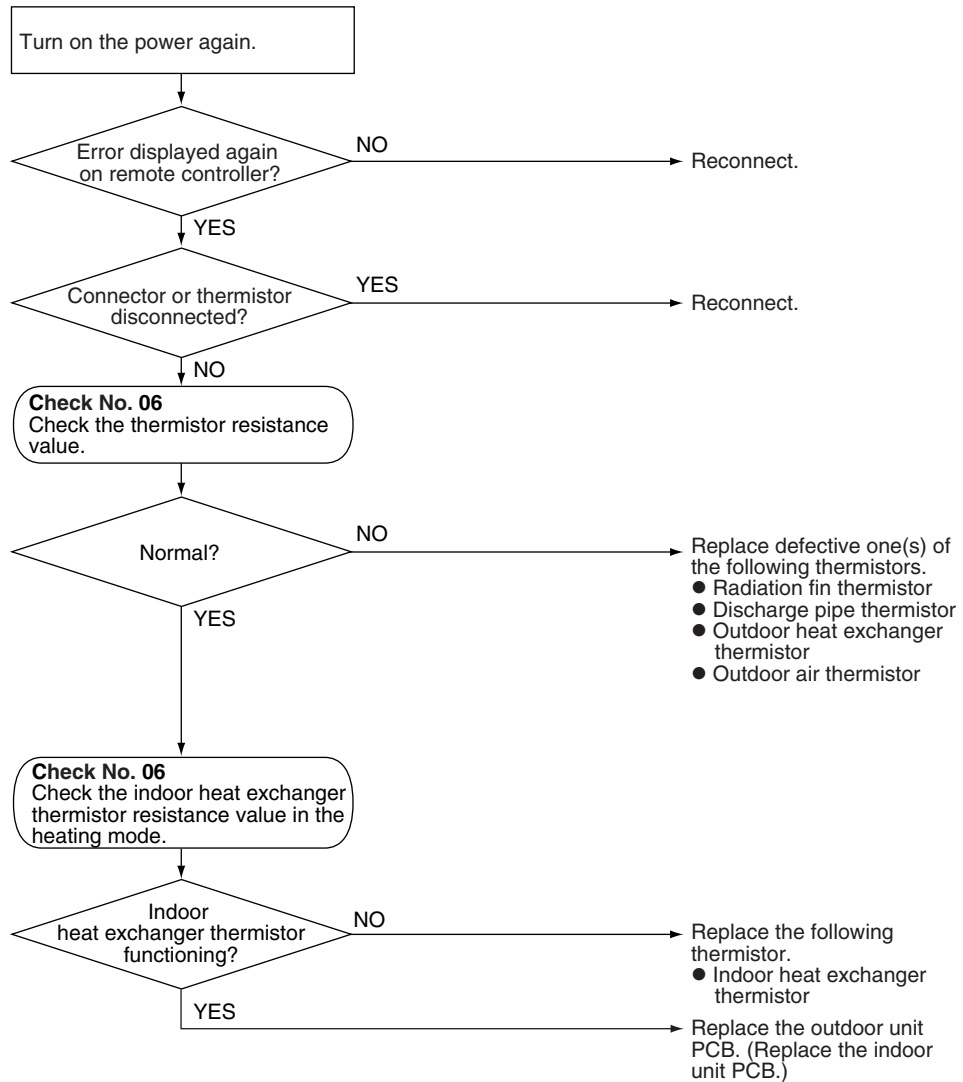 Turn on the power again.
Error displayed again
on remote controller?
NO
Reconnect.
YES
Connector or thermistor
disconnected?
YES
Reconnect.
NO
Check No. 06
Check the thermistor resistance
value.
Normal?
NO
Replace defective one(s) of
the following thermistors.
● Radiation fin thermistor
● Discharge pipe thermistor
● Outdoor heat exchanger
thermistor
● Outdoor air thermistor
YES
Check No. 06
Check the indoor heat exchanger
thermistor resistance value in the
heating mode.
Indoor
heat exchanger thermistor
functioning?
NO
Replace the following
thermistor.
● Indoor heat exchanger
thermistor
YES
Replace the outdoor unit
PCB. (Replace the indoor
unit PCB.)